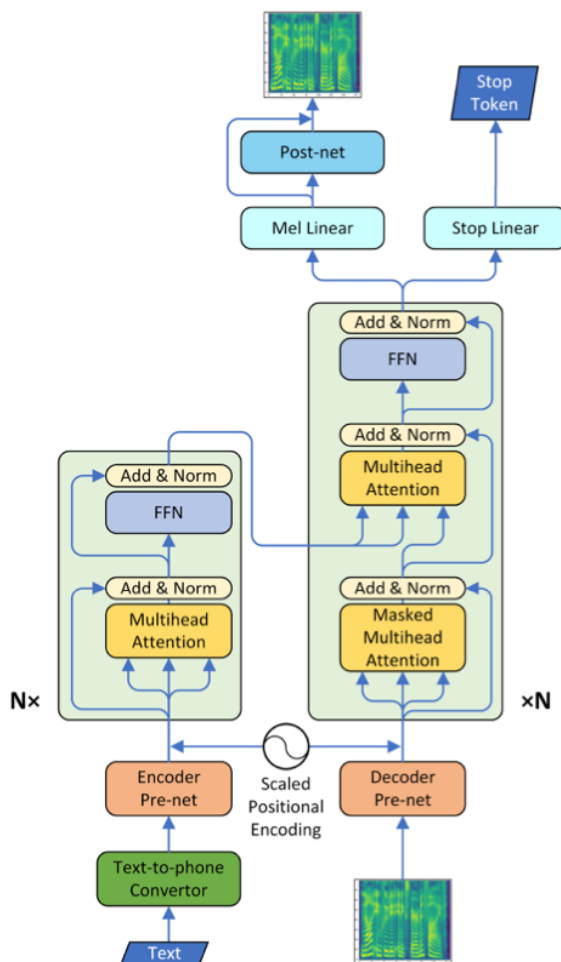 Stop
Token
Post-net
Mel Linear
Stop Linear
Add & Norm
FFN
Add & Norm
Multihead
Attention
Add & Norm
Masked
Multihead
Attention
×N
Add & Norm
FFN
Add & Norm
Multihead
Attention
N×
Encoder
Pre-net
Scaled
Positional
Encoding
Decoder
Pre-net
Text-to-phone
Convertor
Text